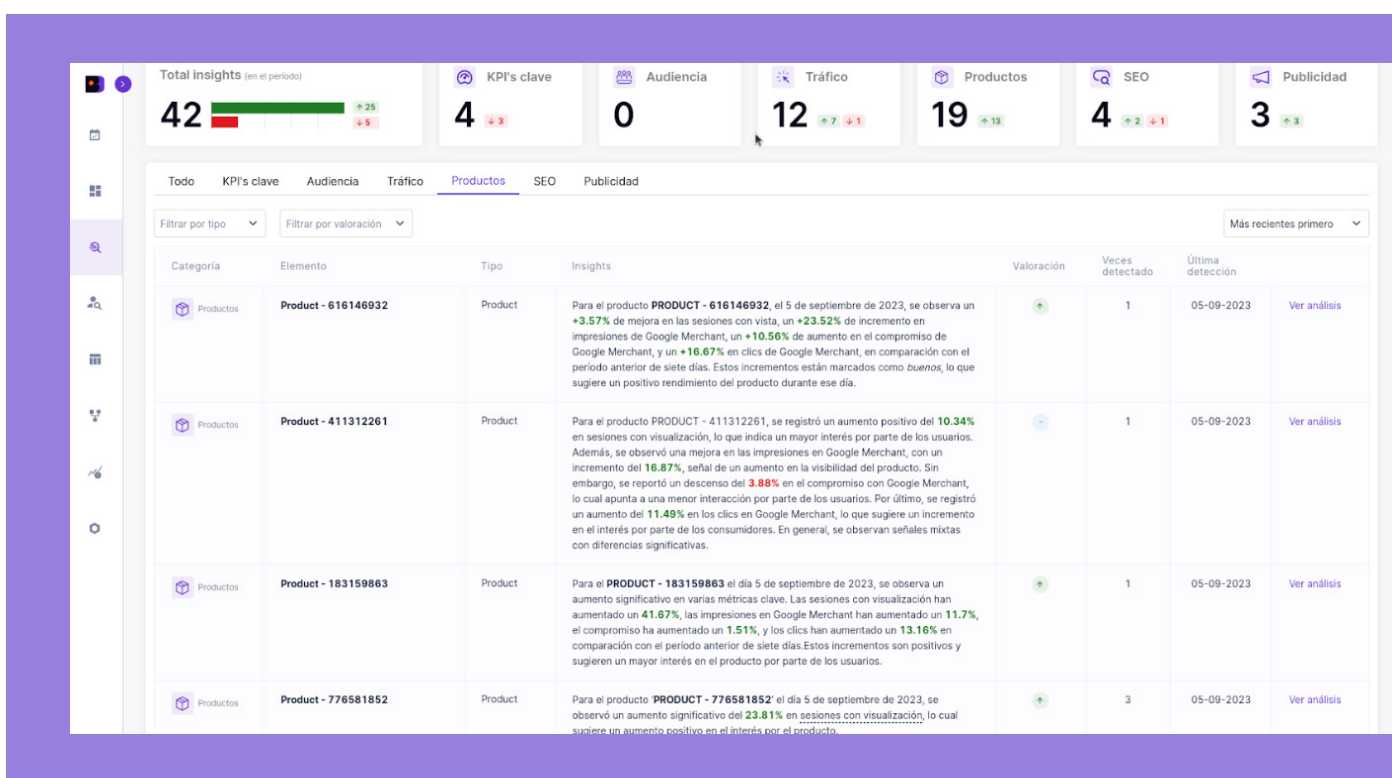 Total insights (en el período)
42 ↑ 25 ↓ 5
KPI's clave
4 ↓ 3
Audiencia
0
Tráfico
12 ↑ 7 ↓ 1
Productos
19 ↑ 13
SEO
4 ↑ 2 ↓ 1
Publicidad
3 ↑ 3
Todo KPI's clave Audiencia Tráfico Productos SEO Publicidad
Filtrar por tipo Filtrar por valoración Más recientes primero
Categoría Elemento Tipo Insights Valoración Veces detectado Última detección
Productos Product - 616146932 Product
Para el producto PRODUCT - 616146932, el 5 de septiembre de 2023, se observa un
+3.57% de mejora en las sesiones con vista, un +23.52% de incremento en
impresiones de Google Merchant, un +10.56% de aumento en el compromiso de
Google Merchant, y un +16.67% en clics de Google Merchant, en comparación con el
período anterior de siete días. Estos incrementos están marcados como buenos, lo que
sugiere un positivo rendimiento del producto durante ese día.
↑ 1 05-09-2023 Ver análisis
Productos Product - 411312261 Product
Para el producto PRODUCT - 411312261, se registró un aumento positivo del 10.34%
en sesiones con visualización, lo que indica un mayor interés por parte de los usuarios.
Además, se observó una mejora en las impresiones en Google Merchant, con un
incremento del 16.87%, señal de un aumento en la visibilidad del producto. Sin
embargo, se reportó un descenso del 3.88% en el compromiso con Google Merchant,
lo cual apunta a una menor interacción por parte de los usuarios. Por último, se registró
un aumento del 11.49% en los clics en Google Merchant, lo que sugiere un incremento
en el interés por parte de los consumidores. En general, se observan señales mixtas
con diferencias significativas.
- 1 05-09-2023 Ver análisis
Productos Product - 183159863 Product
Para el PRODUCT - 183159863 el día 5 de septiembre de 2023, se observa un
aumento significativo en varias métricas clave. Las sesiones con visualización han
aumentado un 41.67%, las impresiones en Google Merchant han aumentado un 11.7%,
el compromiso ha aumentado un 1.51%, y los clics han aumentado un 13.16% en
comparación con el período anterior de siete días.Estos incrementos son positivos y
sugieren un mayor interés en el producto por parte de los usuarios.
↑ 1 05-09-2023 Ver análisis
Productos Product - 776581852 Product
Para el producto 'PRODUCT - 776581852' el día 5 de septiembre de 2023, se
observó un aumento significativo del 23.81% en sesiones con visualización, lo cual
sugiere un aumento positivo en el interés por el producto.
↑ 3 05-09-2023 Ver análisis